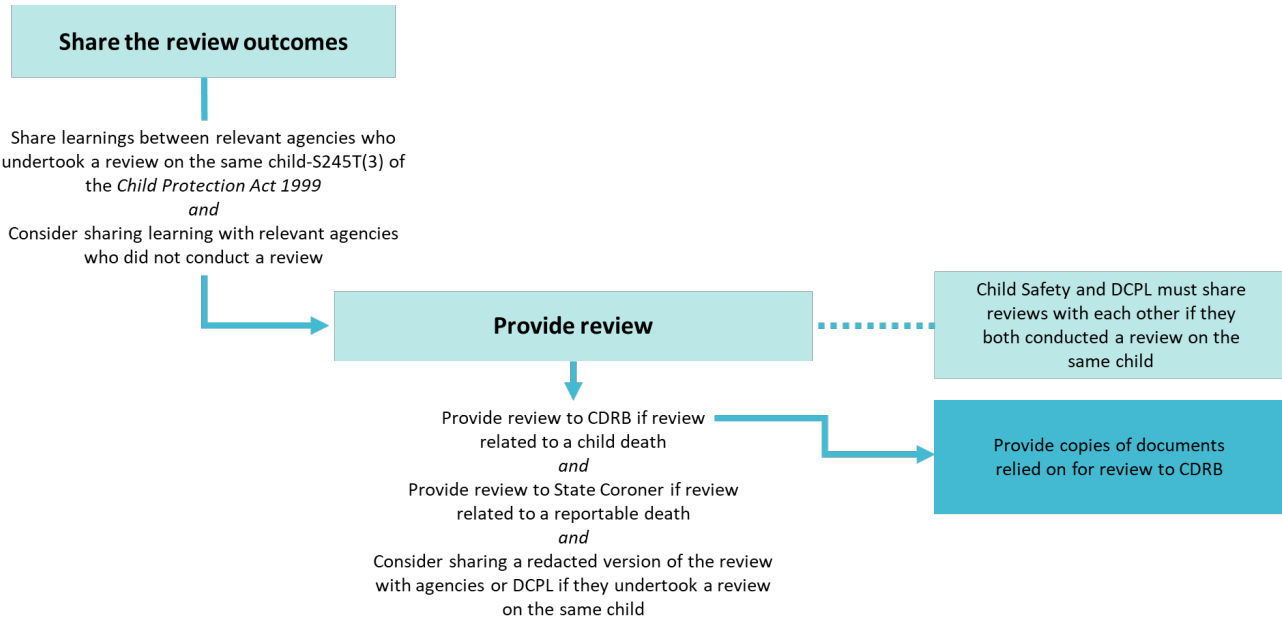 Share the review outcomes
Share learnings between relevant agencies who
undertook a review on the same child-S245T(3) of
the Child Protection Act 1999
and
Consider sharing learning with relevant agencies
who did not conduct a review
Provide review
Child Safety and DCPL must share
reviews with each other if they
both conducted a review on the
same child
Provide review to CDRB if review
related to a child death
and
Provide review to State Coroner if review
related to a reportable death
and
Consider sharing a redacted version of the review
with agencies or DCPL if they undertook a review
on the same child
Provide copies of documents
relied on for review to CDRB